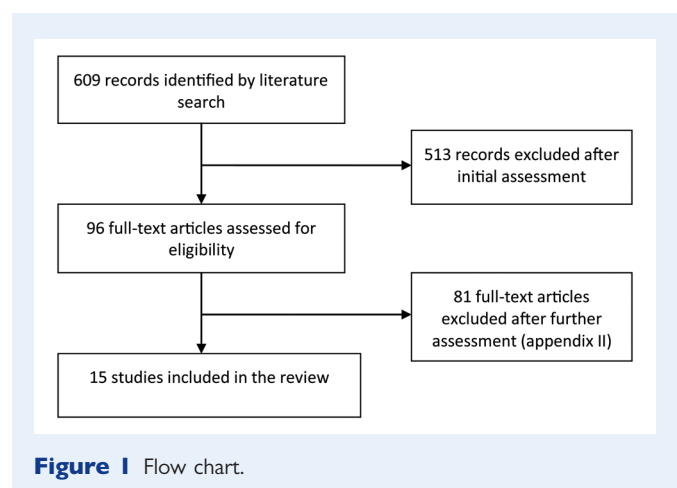 609 records identified by literature
search
513 records excluded after
initial assessment
96 full-text articles assessed for
eligibility
81 full-text articles
excluded after further
assessment (appendix II)
15 studies included in the review
Figure 1 Flow chart.